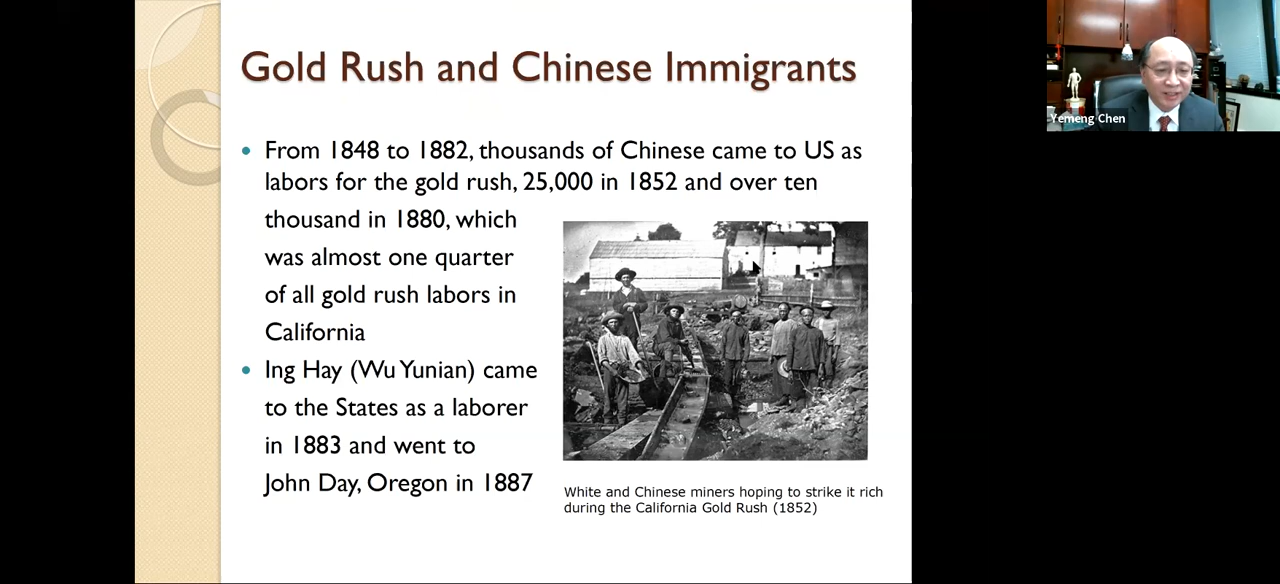 Gold Rush and Chinese Immigrants
From 1848 to 1882, thousands of Chinese came to US as
labors for the gold rush, 25,000 in 1852 and over ten
thousand in 1880, which
was almost one quarter
of all gold rush labors in
California
Ing Hay (Wu Yunian) came
to the States as a laborer
in 1883 and went to
John Day, Oregon in 1887
White and Chinese miners hoping to strike it rich
during the California Gold Rush (1852)
Yemeng Chen